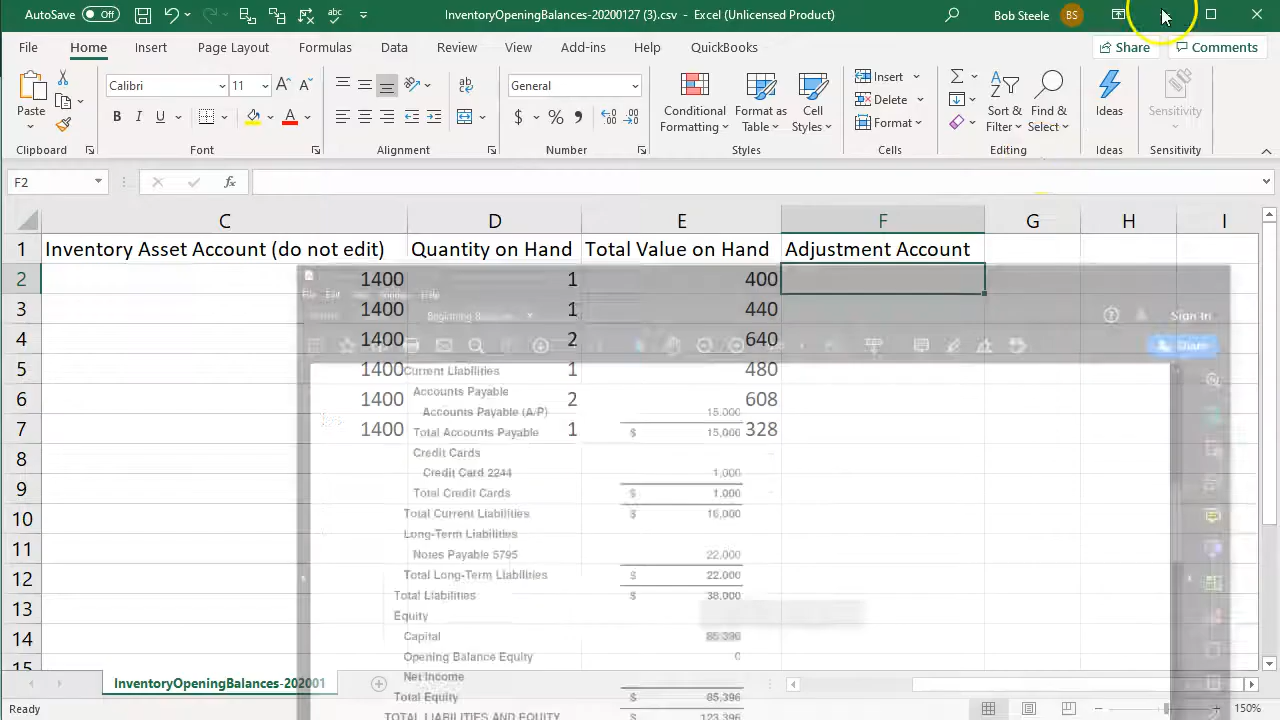 AutoSave Off InventoryOpeningBalances-20200127 (3).csv - Excel (Unlicensed Product) Bob Steele BS
File Home Insert Page Layout Formulas Data Review View Add-ins Help QuickBooks Share Comments
Calibri 11 General Insert
Paste Conditional Formatting Format as Table Cell Styles Delete Sort & Filter Find & Select Ideas Sensitivity
B I U A $ % , Format
Clipboard Font Alignment Number Styles Cells Editing Ideas Sensitivity
F2 fx
C D E F G H I
1 Inventory Asset Account (do not edit) Quantity on Hand Total Value on Hand Adjustment Account
2 1400 1 400
File Edit Help
3 1400 1 440
Sign In
4 1400 2 640
Share
5 1400 1 480
Current Liabilities
Accounts Payable
6 1400 2 608
Accounts Payable (A/P) 15,000
7 1400 1 328
Total Accounts Payable $ 15,000
8
Credit Cards
Credit Card 2244 1,000
9
Total Credit Cards $ 1,000
10
Total Current Liabilities $ 16,000
Long-Term Liabilities
11
Notes Payable 5795 22,000
12
Total Long-Term Liabilities $ 22,000
Total Liabilities $ 38,000
13
Equity
14
Capital 85,396
Opening Balance Equity 0
15
Net Income
Total Equity $ 85,396
TOTAL LIABILITIES AND EQUITY $ 123,396
InventoryOpeningBalances-202001
Ready 150%